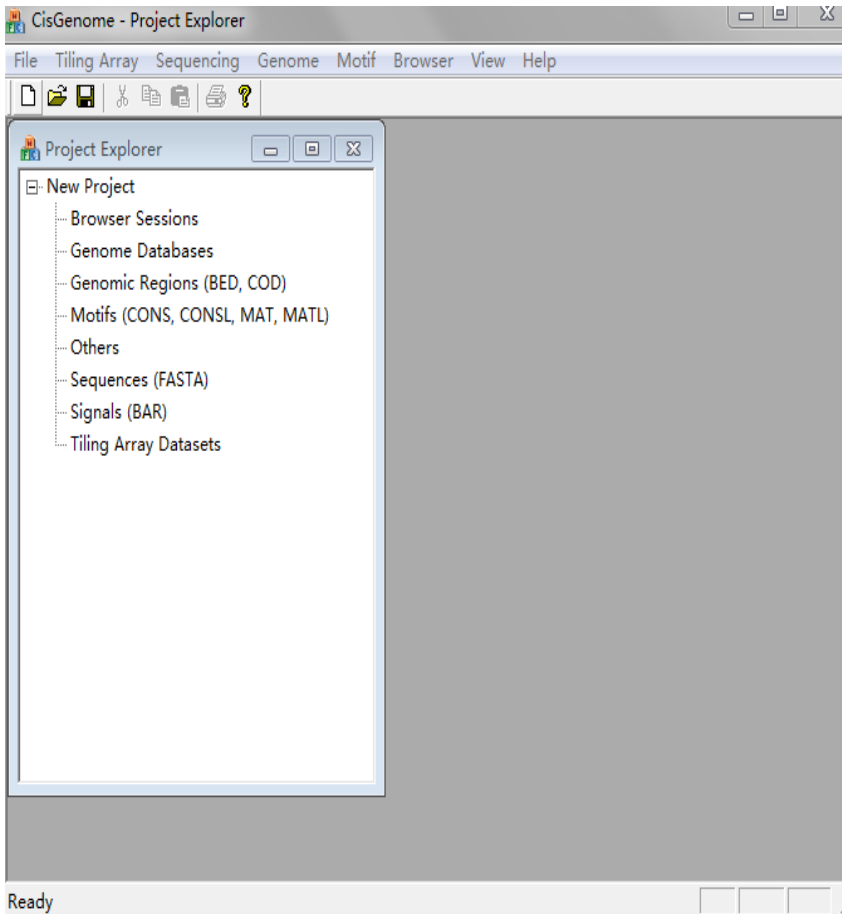 CisGenome - Project Explorer
File Tiling Array Sequencing Genome Motif Browser View Help
Project Explorer
New Project
Browser Sessions
Genome Databases
Genomic Regions (BED, COD)
Motifs (CONS, CONSL, MAT, MATL)
Others
Sequences (FASTA)
Signals (BAR)
Tiling Array Datasets
Ready